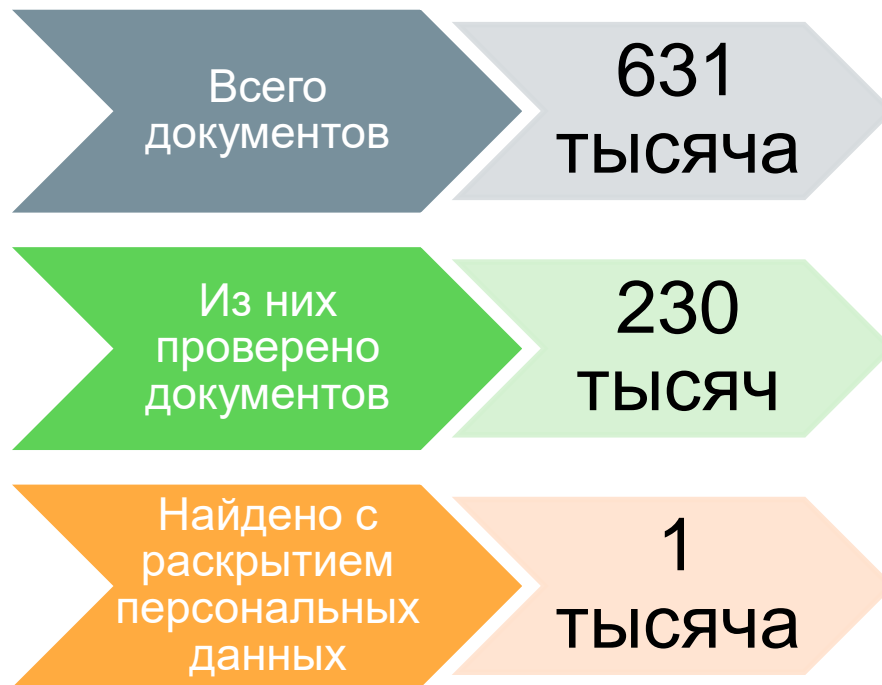 Всего
документов
631
тысяча
Из них
проверено
документов
230
тысяч
Найдено с
раскрытием
персональных
данных
1
тысяча